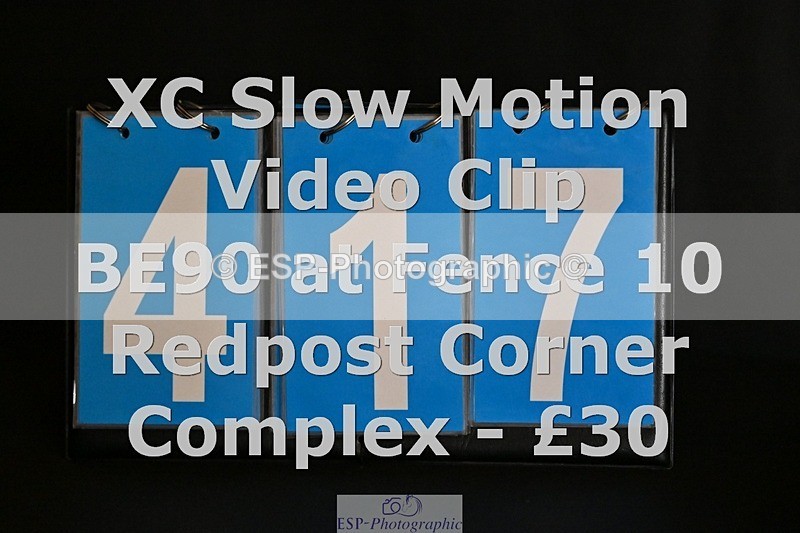 XC Slow Motion
Video Clip
BE90 at Fence 10
Redpost Corner
Complex - £30
417
© ESP-Photographic ©
ESP-Photographic